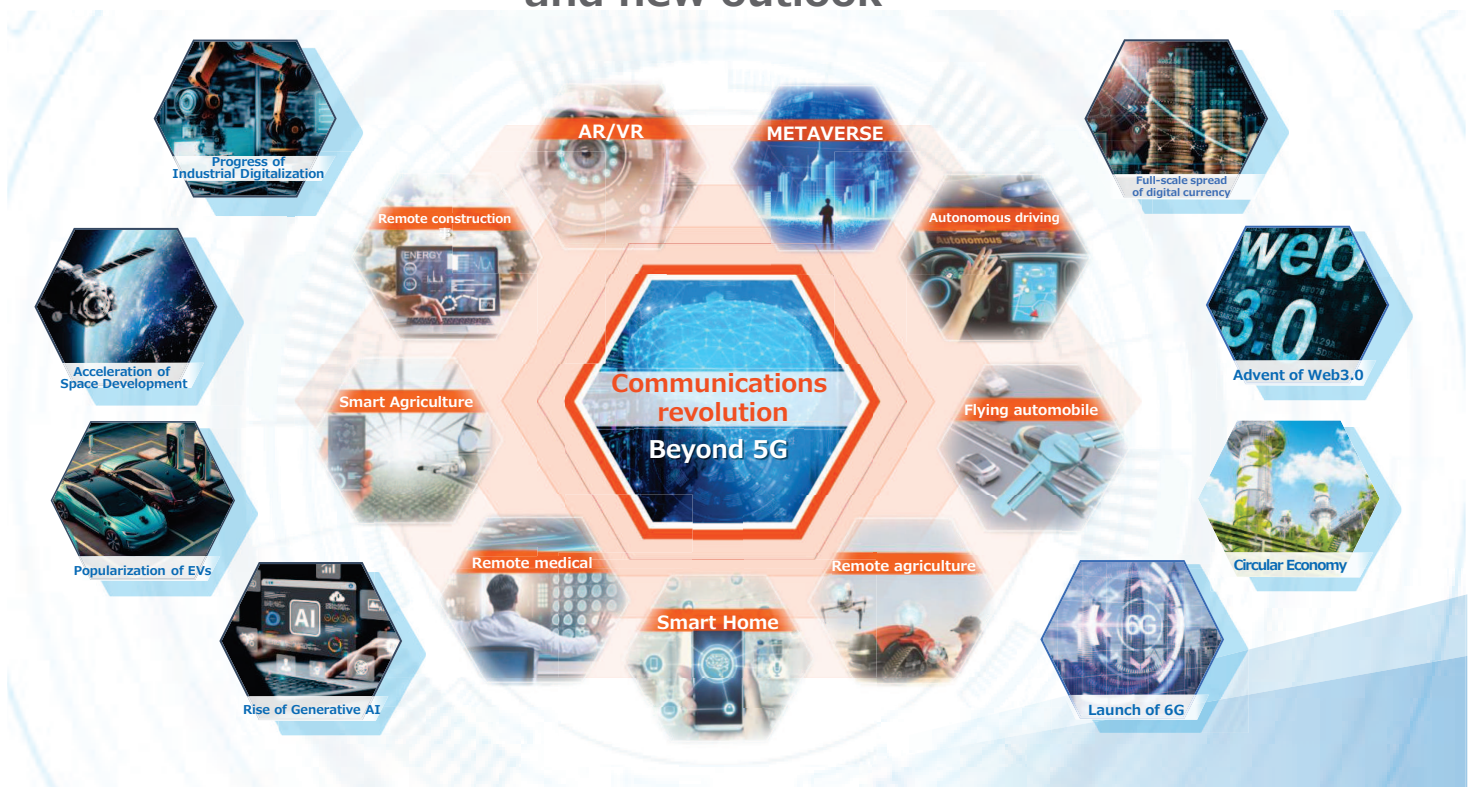 and new outlook
Progress of
Industrial Digitalization
AR/VR
METAVERSE
Full-scale spread
of digital currency
Remote construction
Autonomous driving
Autonomous
ENERGY
web
3.0
Acceleration of
Space Development
Advent of Web3.0
Smart Agriculture
Communications
revolution
Beyond 5G
Flying automobile
Popularization of EVs
Remote medical
Remote agriculture
Circular Economy
AI
Smart Home
6G
Rise of Generative AI
Launch of 6G